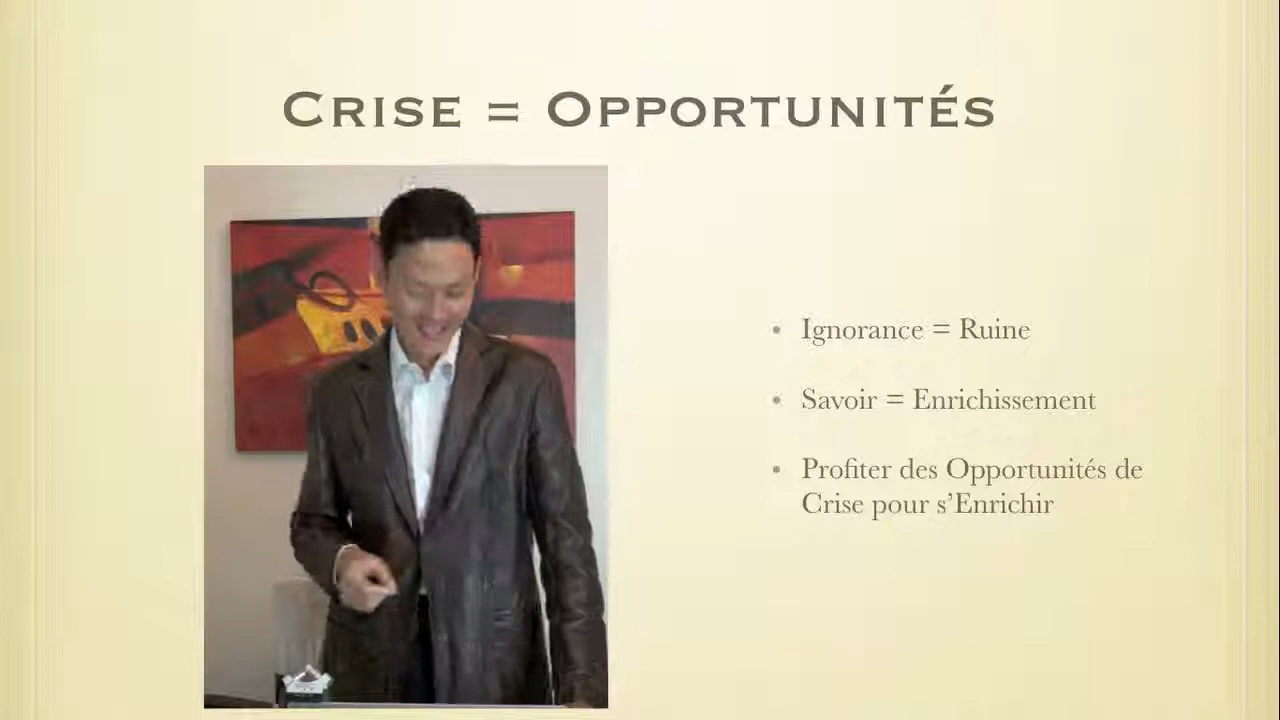 Crise = Opportunités
• Ignorance = Ruine
• Savoir = Enrichissement
• Profiter des Opportunités de
Crise pour s’Enrichir